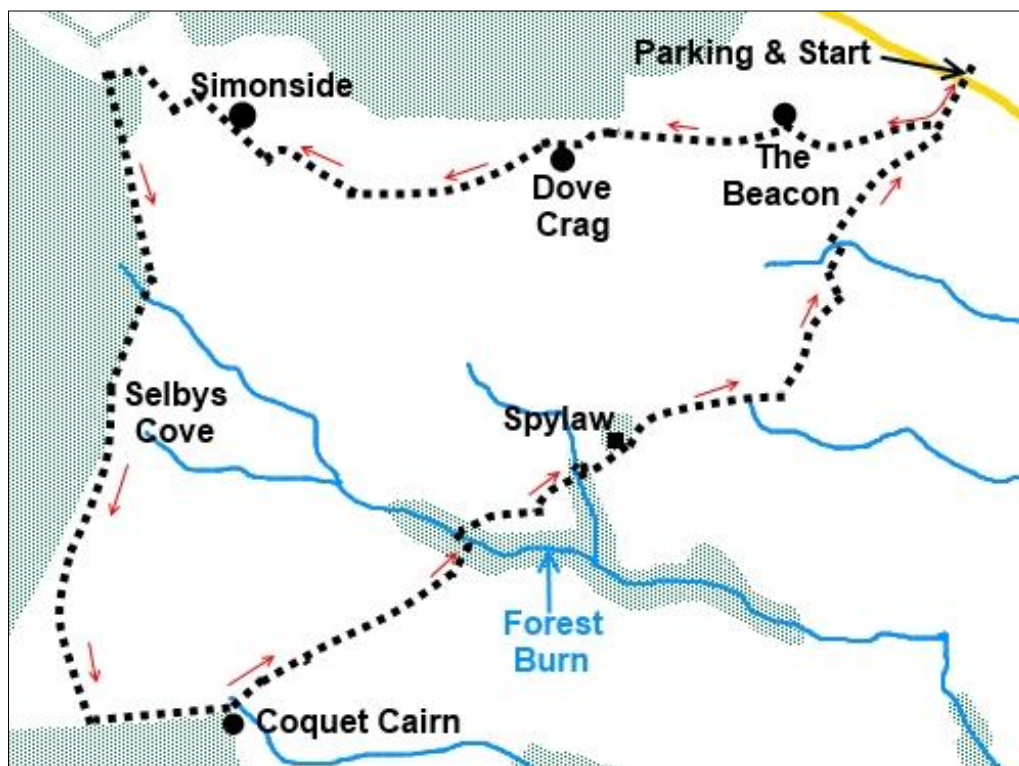 Parking & Start
Simonside
The
Beacon
Dove
Crag
Selbys
Cove
Spylaw
Forest
Burn
Coquet Cairn